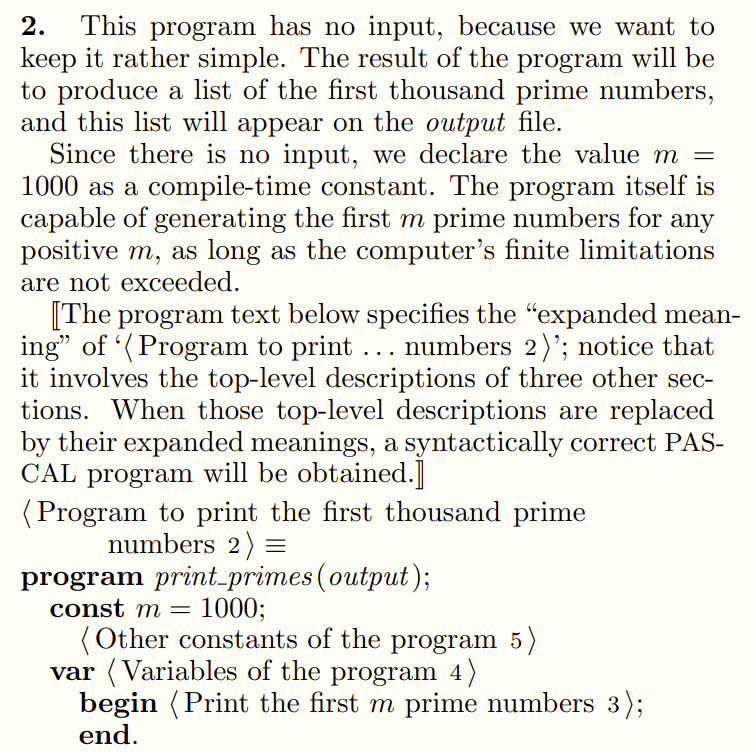 2. This program has no input, because we want to
keep it rather simple. The result of the program will be
to produce a list of the first thousand prime numbers,
and this list will appear on the output file.
Since there is no input, we declare the value m =
1000 as a compile-time constant. The program itself is
capable of generating the first m prime numbers for any
positive m, as long as the computer’s finite limitations
are not exceeded.
⟦The program text below specifies the “expanded mean-
ing” of ‘⟨Program to print ... numbers 2⟩’; notice that
it involves the top-level descriptions of three other sec-
tions. When those top-level descriptions are replaced
by their expanded meanings, a syntactically correct PAS-
CAL program will be obtained.⟧
⟨Program to print the first thousand prime
numbers 2⟩ ≡
program print_primes(output);
const m = 1000;
⟨Other constants of the program 5⟩
var ⟨Variables of the program 4⟩
begin ⟨Print the first m prime numbers 3⟩;
end.